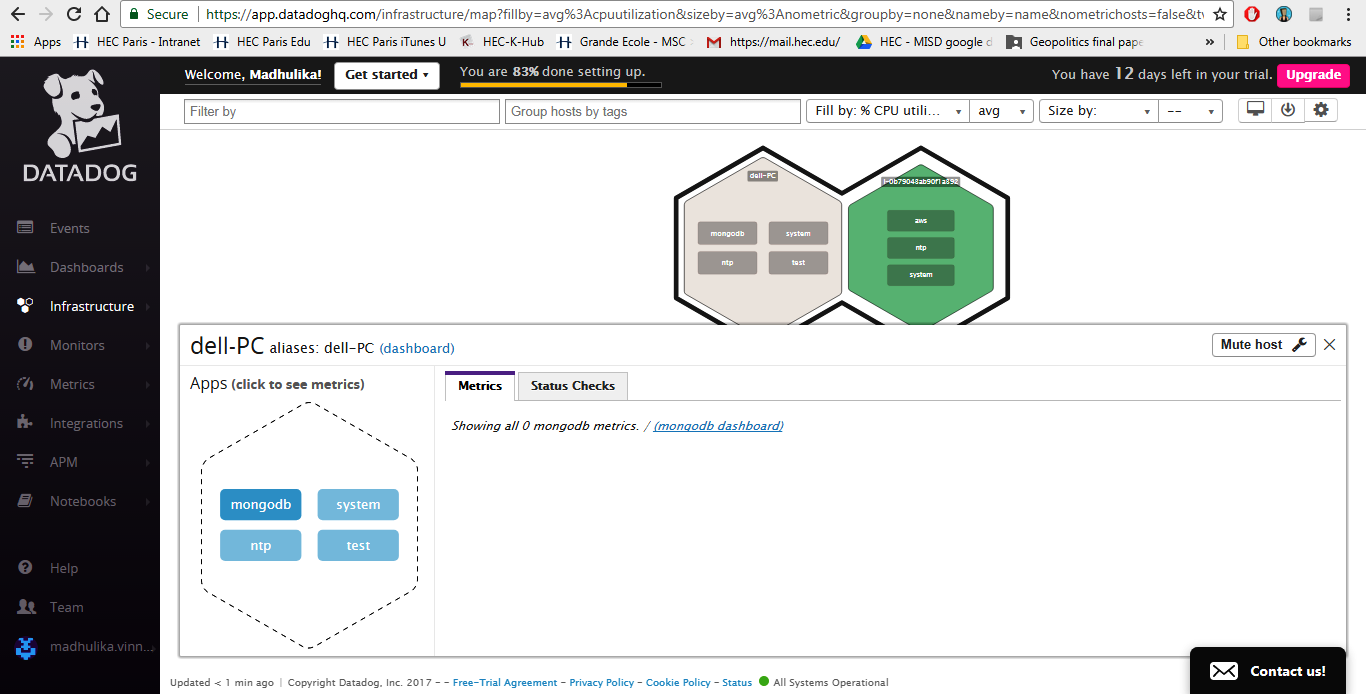 Secure https://app.datadoghq.com/infrastructure/map?fillby=avg%3Acpuutilization&sizeby=avg%3Anometric&groupby=none&nameby=name&nometrichosts=false&tv
Apps HEC Paris - Intranet HEC Paris Edu HEC Paris iTunes U HEC-K-Hub Grande Ecole - MSC https://mail.hec.edu/ HEC - MISD google d Geopolitics final pape » Other bookmarks
DATADOG
Welcome, Madhulika! Get started You are 83% done setting up. You have 12 days left in your trial. Upgrade
Filter by Group hosts by tags Fill by: % CPU utili... avg Size by: --
Events
Dashboards
Infrastructure
Monitors
Metrics
Integrations
APM
Notebooks
Help
Team
madhulika.vinn...
dell-PC
mongodb system
ntp test
i-0b79048ab90f1a892
aws
ntp
system
dell-PC aliases: dell-PC (dashboard) Mute host
Apps (click to see metrics)
mongodb system
ntp test
Metrics Status Checks
Showing all 0 mongodb metrics. / (mongodb dashboard)
Updated < 1 min ago | Copyright Datadog, Inc. 2017 - - Free-Trial Agreement - Privacy Policy - Cookie Policy - Status All Systems Operational
Contact us!